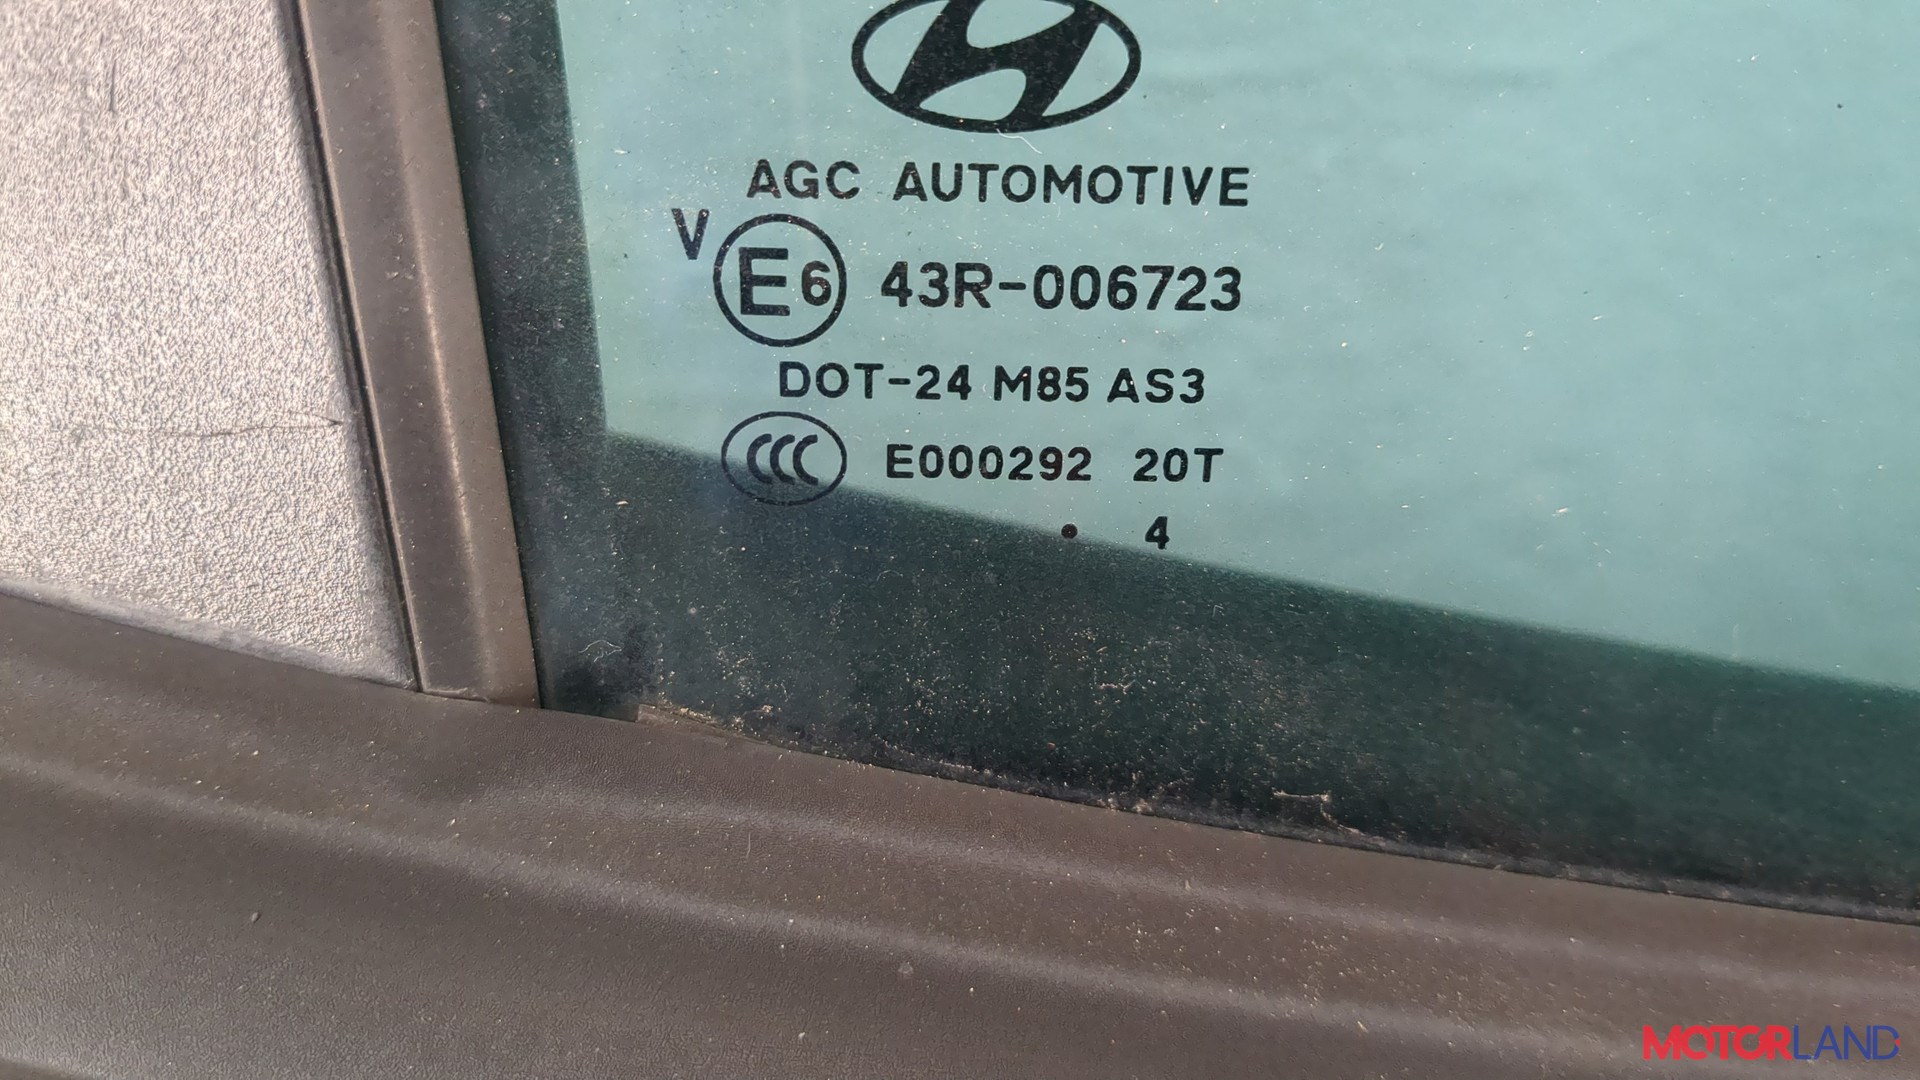 AGC AUTOMOTIVE
V E6 43R-006723
DOT-24 M85 AS3
CCC E000292 20T
. 4
MOTORLAND